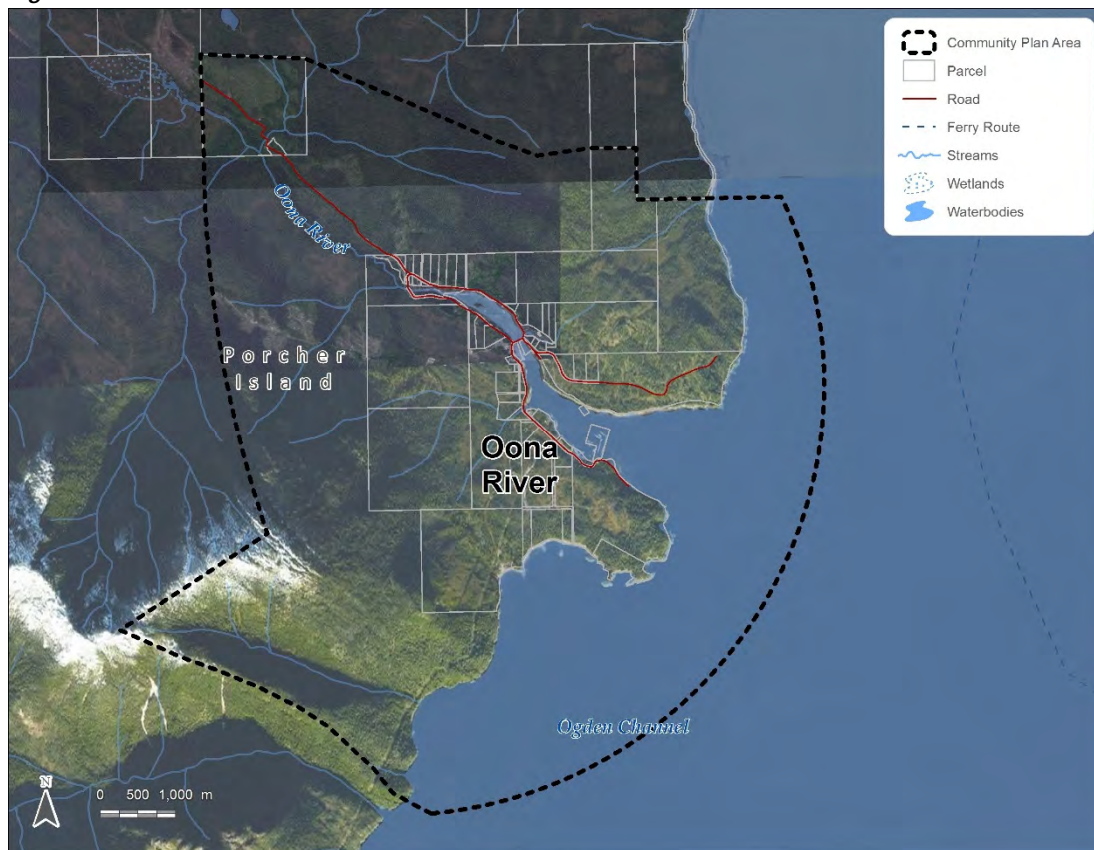 Community Plan Area
Parcel
Road
Ferry Route
Streams
Wetlands
Waterbodies
Oona River
Porcher
Island
Oona
River
Ogden Channel
N
0 500 1,000 m